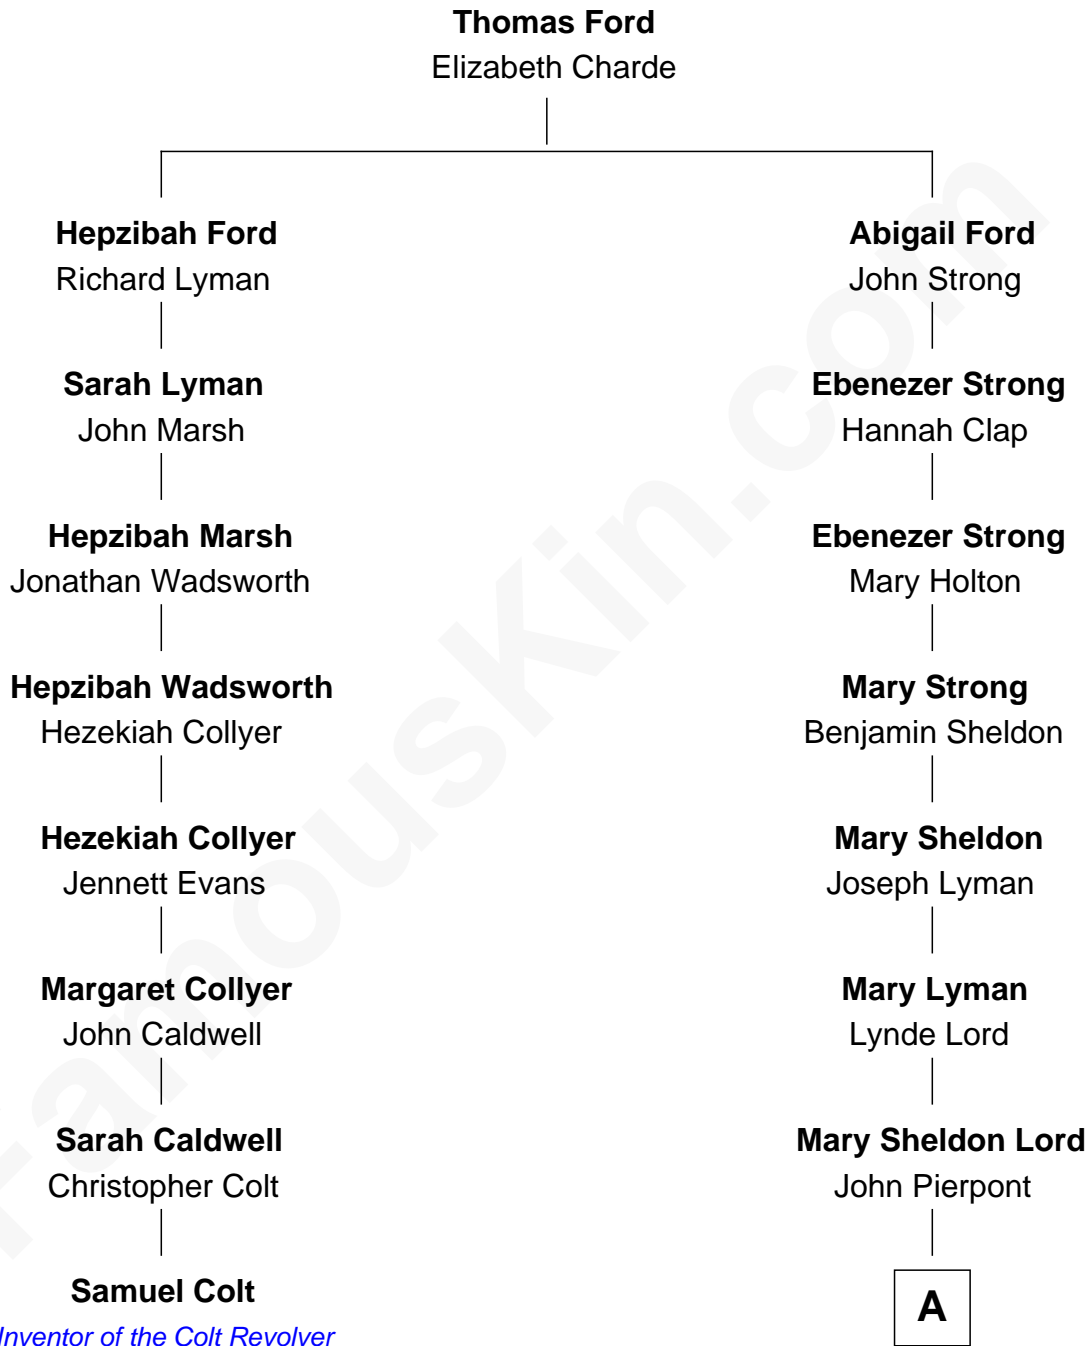 Thomas Ford
Elizabeth Charde
Hepzibah Ford
Richard Lyman
Abigail Ford
John Strong
Sarah Lyman
John Marsh
Ebenezer Strong
Hannah Clap
Hepzibah Marsh
Jonathan Wadsworth
Ebenezer Strong
Mary Holton
Hepzibah Wadsworth
Hezekiah Collyer
Mary Strong
Benjamin Sheldon
Hezekiah Collyer
Jennett Evans
Mary Sheldon
Joseph Lyman
Margaret Collyer
John Caldwell
Mary Lyman
Lynde Lord
Sarah Caldwell
Christopher Colt
Mary Sheldon Lord
John Pierpont
Samuel Colt
Inventor of the Colt Revolver
A
FamousKin.com